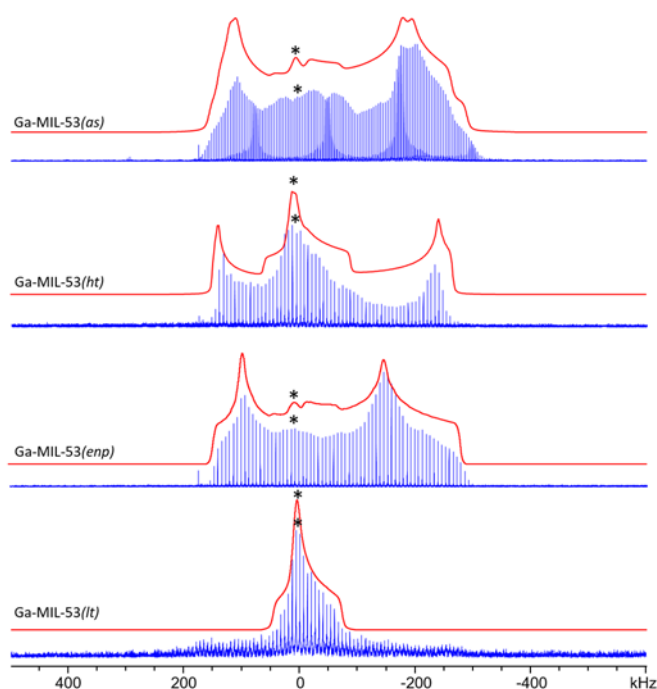 *
*
Ga-MIL-53(as)
*
*
Ga-MIL-53(ht)
*
*
Ga-MIL-53(enp)
*
*
Ga-MIL-53(lt)
400 200 0 -200 -400 kHz